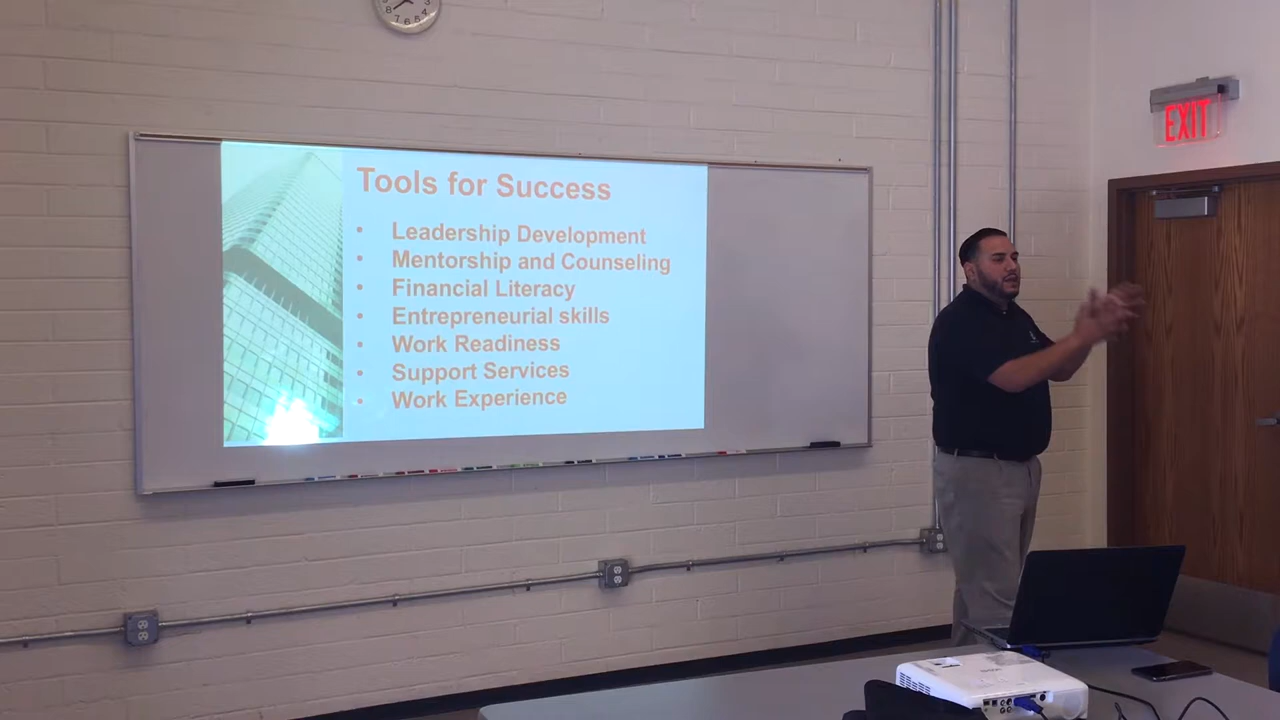 Tools for Success
• Leadership Development
• Mentorship and Counseling
• Financial Literacy
• Entrepreneurial skills
• Work Readiness
• Support Services
• Work Experience
EXIT